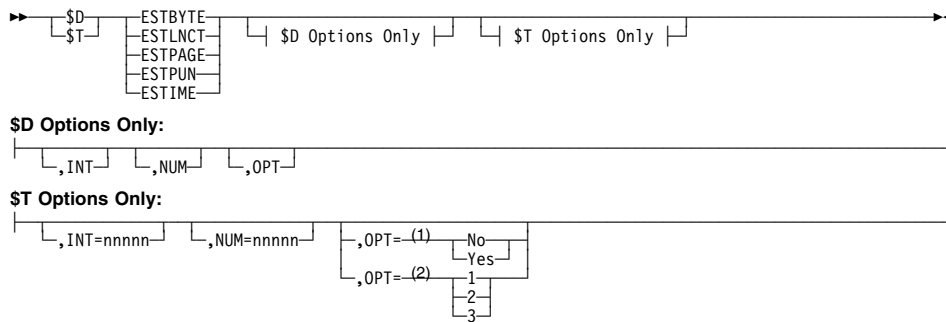 $D ESTBYTE $D Options Only $T Options Only
$T ESTLNCT
ESTPAGE
ESTPUN
ESTIME
$D Options Only:
,INT ,NUM ,OPT
$T Options Only:
,INT=nnnnn ,NUM=nnnnn ,OPT= (1) No
Yes
,OPT= (2) 1
2
3